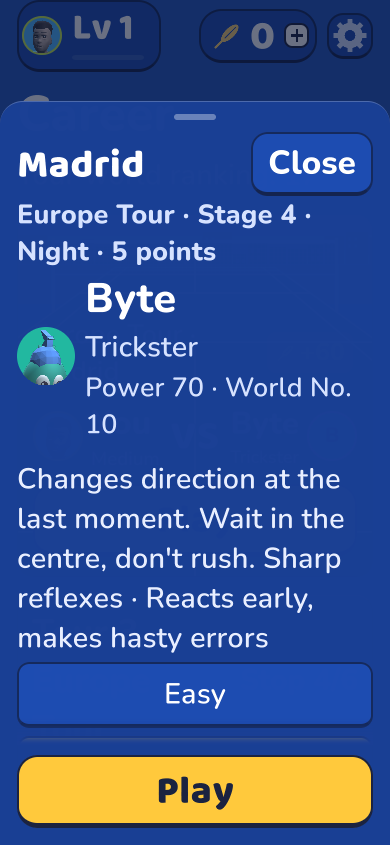 Lv 1
0
Career
Madrid
Close
Europe Tour · Stage 4 ·
Night · 5 points
Byte
Trickster
Power 70 · World No.
10
Changes direction at the
last moment. Wait in the
centre, don't rush. Sharp
reflexes · Reacts early,
makes hasty errors
Easy
Play